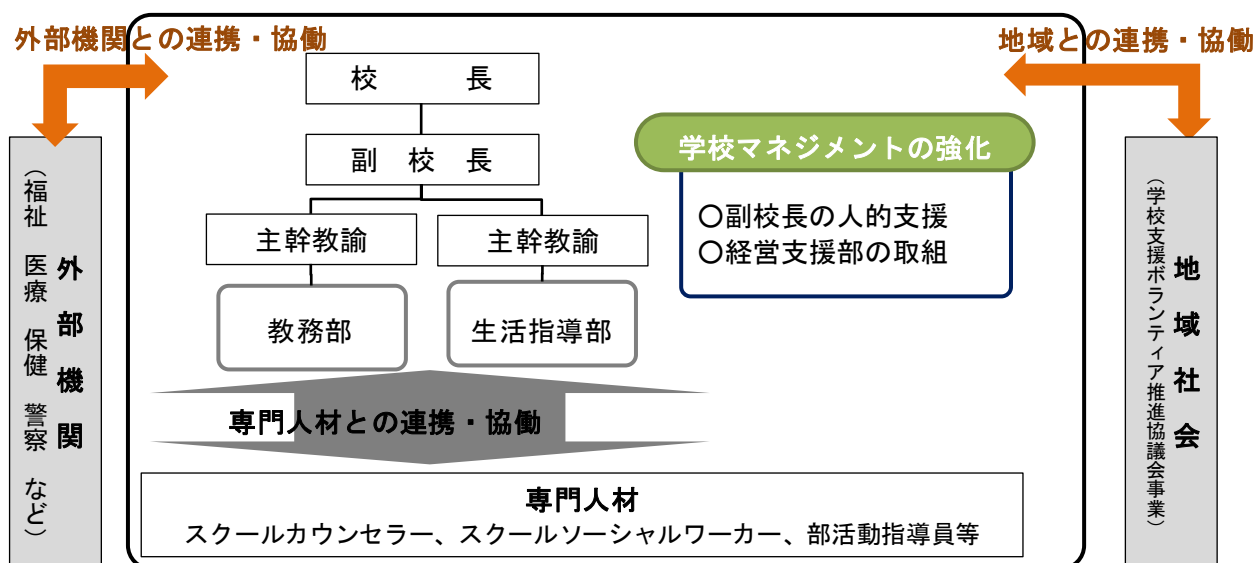 外部機関との連携・協働
地域との連携・協働
校　　長
副　校　長
学校マネジメントの強化
〇副校長の人的支援
〇経営支援部の取組
主幹教諭
主幹教諭
教務部
生活指導部
専門人材との連携・協働
専門人材
スクールカウンセラー、スクールソーシャルワーカー、部活動指導員等
外部機関
（福祉　医療　保健　警察　など）
地域社会
（学校支援ボランティア推進協議会事業）